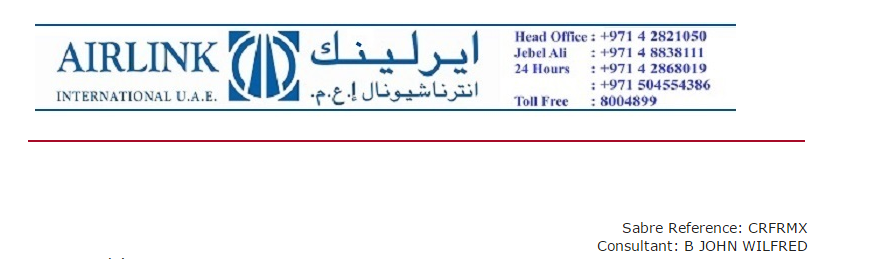 AIRLINK
INTERNATIONAL U.A.E.
ايرلينك
انترناشيونال إ.ع.م.
Head Office : +971 4 2821050
Jebel Ali : +971 4 8838111
24 Hours : +971 4 2868019
: +971 504554386
Toll Free : 8004899
Sabre Reference: CRFRMX
Consultant: B JOHN WILFRED